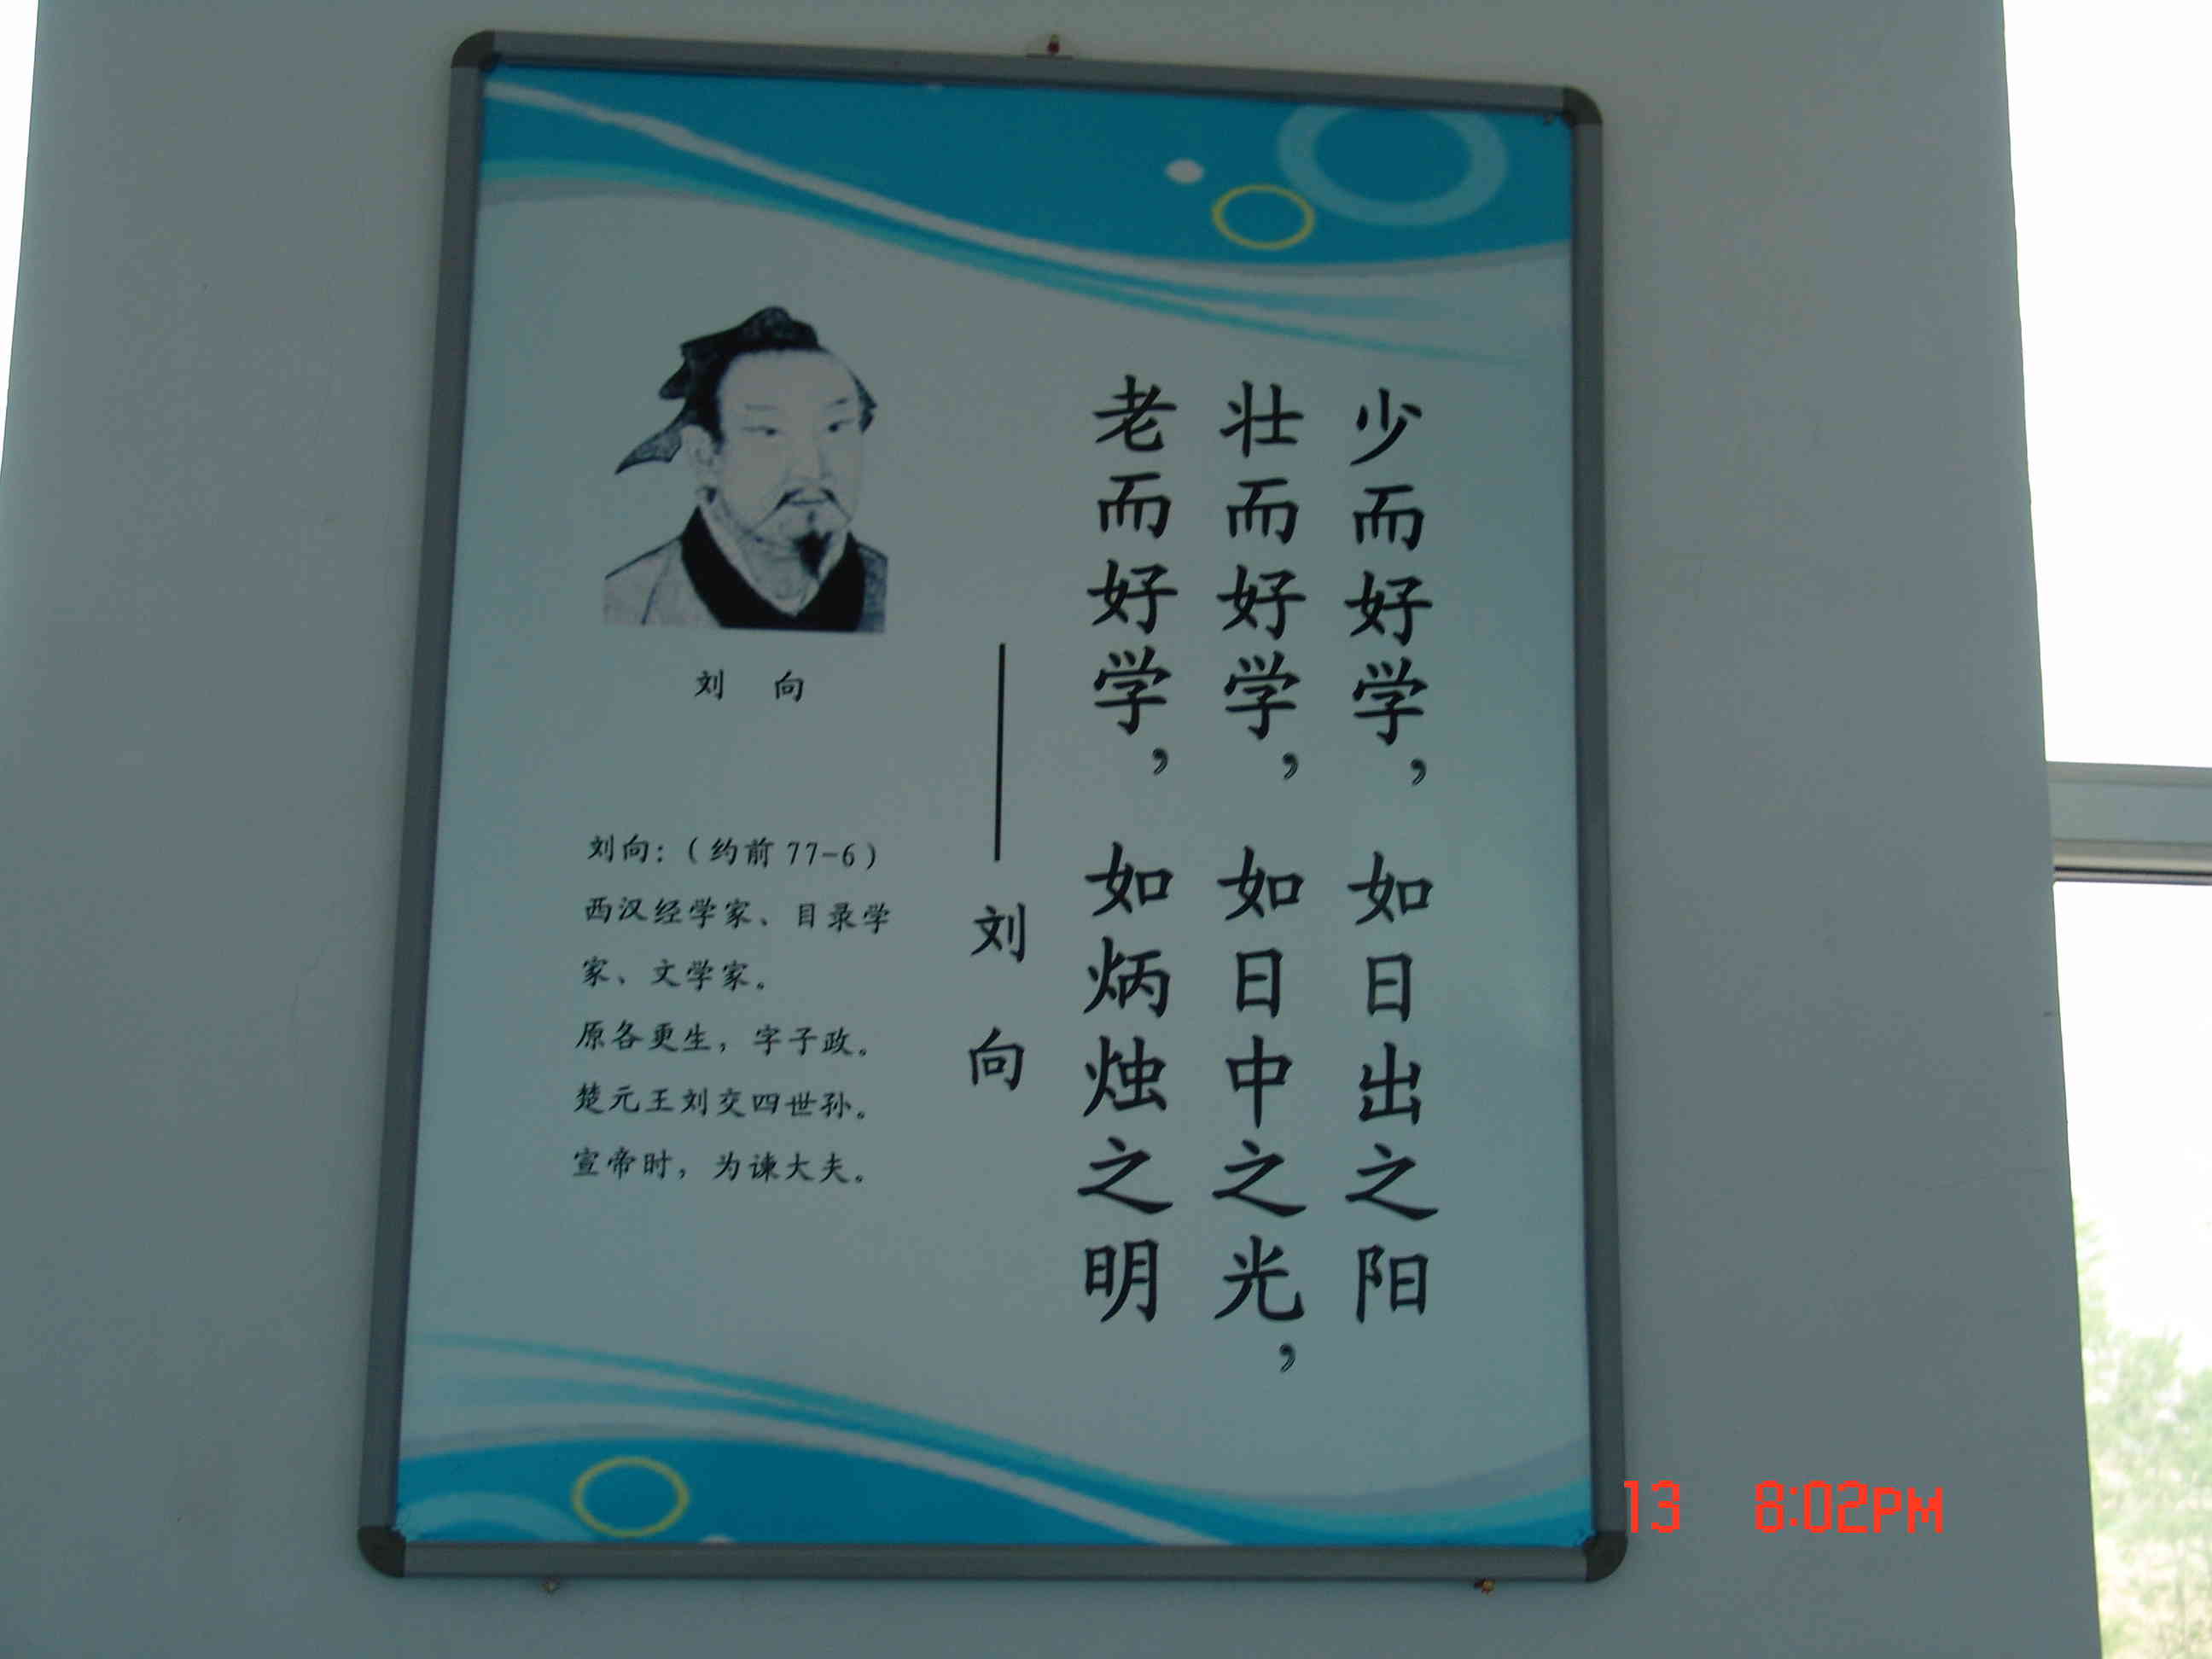 少而好学，如日出之阳
壮而好学，如日中之光，
老而好学，如炳烛之明
——刘向
刘 向
刘向：（约前77-6）
西汉经学家、目录学
家、文学家。
原各更生，字子政。
楚元王刘交四世孙。
宣帝时，为谏大夫。
13 8:02PM